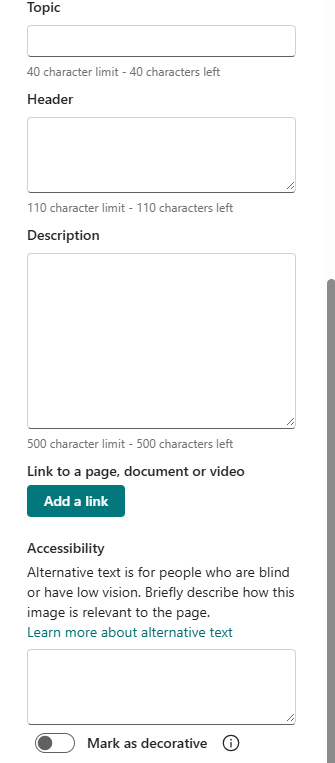 Topic
40 character limit - 40 characters left
Header
110 character limit - 110 characters left
Description
500 character limit - 500 characters left
Link to a page, document or video
Add a link
Accessibility
Alternative text is for people who are blind
or have low vision. Briefly describe how this
image is relevant to the page.
Learn more about alternative text
Mark as decorative